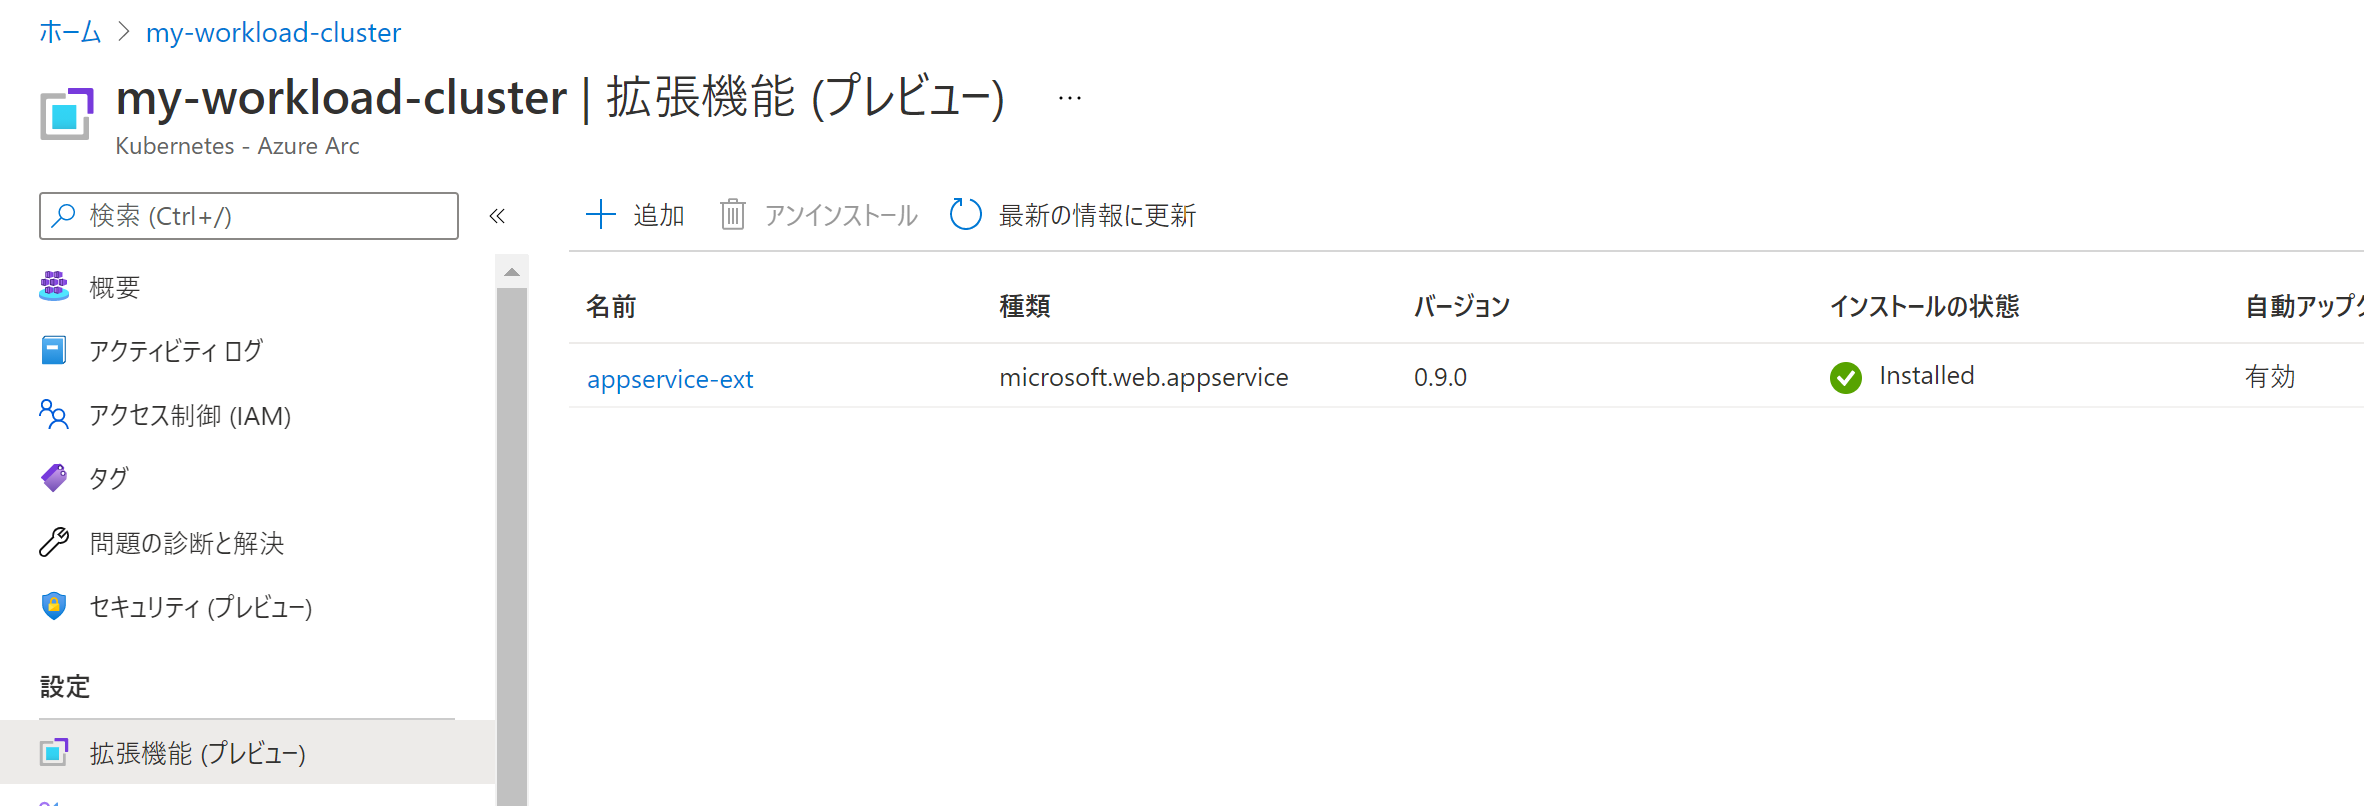 ホーム > my-workload-cluster
my-workload-cluster | 拡張機能 (プレビュー) …
Kubernetes - Azure Arc
検索 (Ctrl+/)
«
追加 アンインストール 最新の情報に更新
概要
アクティビティ ログ
アクセス制御 (IAM)
タグ
問題の診断と解決
セキュリティ (プレビュー)
設定
拡張機能 (プレビュー)
名前 種類 バージョン インストールの状態 自動アップ
appservice-ext microsoft.web.appservice 0.9.0 Installed 有効